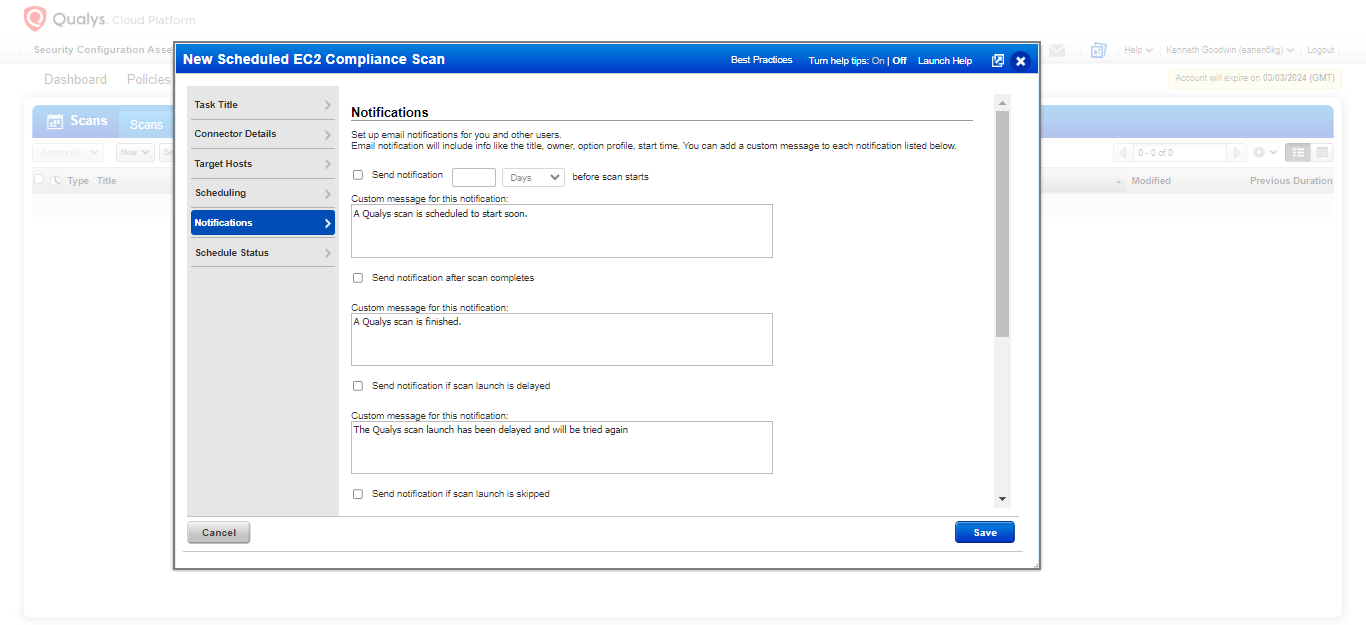 Qualys. Cloud Platform
Security Configuration Asse
Help
Kenneth Goodwin (eanen6kg)
Logout
Dashboard Policies
Account will expire on 03/03/2024 (GMT)
Scans Scans
Actions (0) New Se
0 - 0 of 0
Type Title Modified Previous Duration
New Scheduled EC2 Compliance Scan
Best Practices Turn help tips: On | Off Launch Help
Task Title
Connector Details
Target Hosts
Scheduling
Notifications
Schedule Status
Notifications
Set up email notifications for you and other users.
Email notification will include info like the title, owner, option profile, start time. You can add a custom message to each notification listed below.
Send notification Days before scan starts
Custom message for this notification:
A Qualys scan is scheduled to start soon.
Send notification after scan completes
Custom message for this notification:
A Qualys scan is finished.
Send notification if scan launch is delayed
Custom message for this notification:
The Qualys scan launch has been delayed and will be tried again
Send notification if scan launch is skipped
Cancel Save